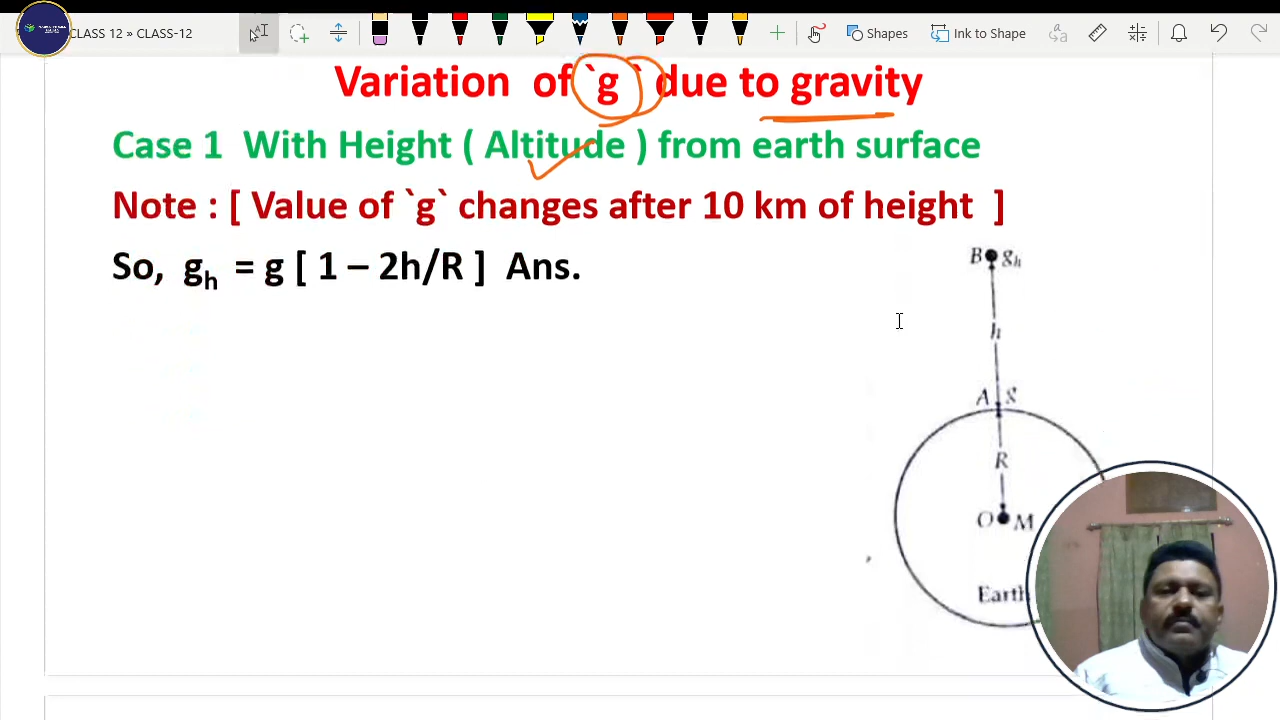 CLASS 12 » CLASS-12
Shapes
Ink to Shape
Variation of `g` due to gravity
Case 1 With Height ( Altitude ) from earth surface
Note : [ Value of `g` changes after 10 km of height ]
So, gh = g [ 1 – 2h/R ] Ans.
B gh
h
A g
R
O M
Earth